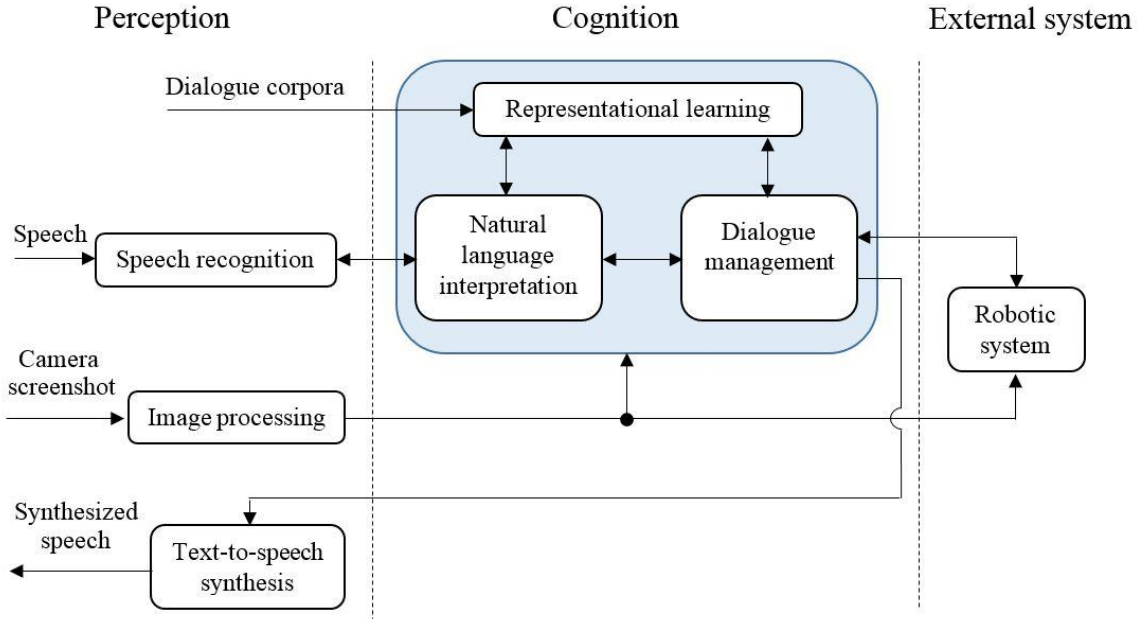 Perception
Cognition
External system
Dialogue corpora
Representational learning
Speech
Speech recognition
Natural
language
interpretation
Dialogue
management
Robotic
system
Camera
screenshot
Image processing
Synthesized
speech
Text-to-speech
synthesis